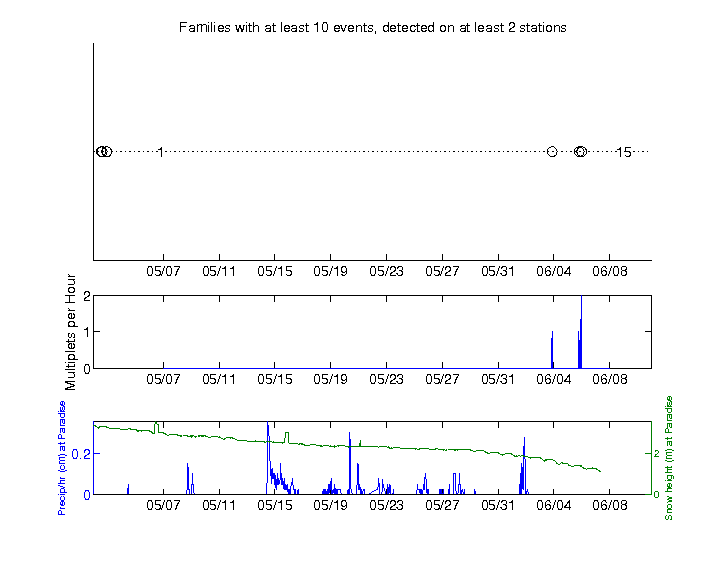 Families with at least 10 events, detected on at least 2 stations
1 15
05/07 05/11 05/15 05/19 05/23 05/27 05/31 06/04 06/08
Multiplets per Hour
2
1
0
05/07 05/11 05/15 05/19 05/23 05/27 05/31 06/04 06/08
Precip/hr (cm) at Paradise
0.2
0
2
0
Snow height (m) at Paradise
05/07 05/11 05/15 05/19 05/23 05/27 05/31 06/04 06/08